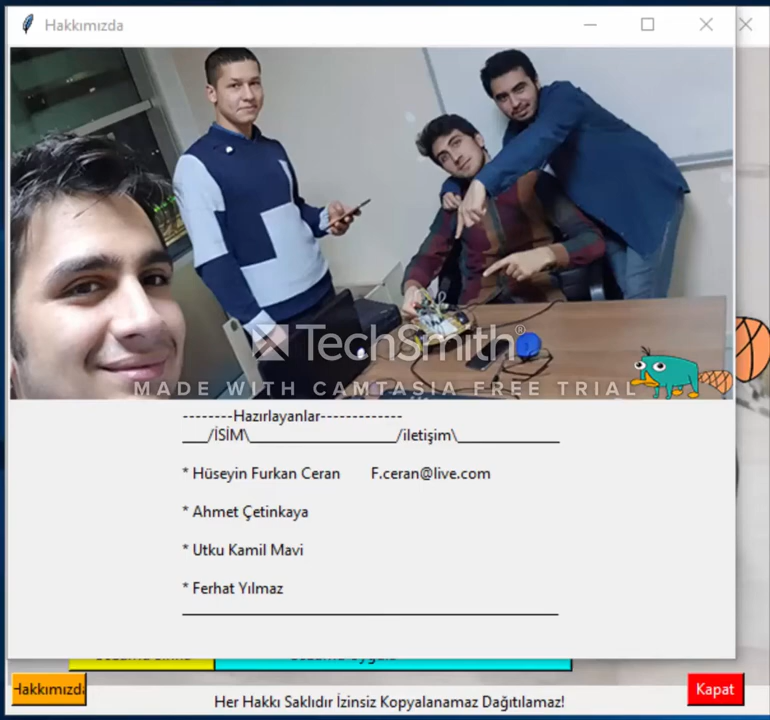 Hakkımızda
TechSmith®
MADE WITH CAMTASIA FREE TRIAL
--------Hazırlayanlar-------------
___/İSİM\__________________/iletişim\_____________
* Hüseyin Furkan Ceran F.ceran@live.com
* Ahmet Çetinkaya
* Utku Kamil Mavi
* Ferhat Yılmaz
Hakkımızda
Her Hakkı Saklıdır İzinsiz Kopyalanamaz Dağıtılamaz!
Kapat